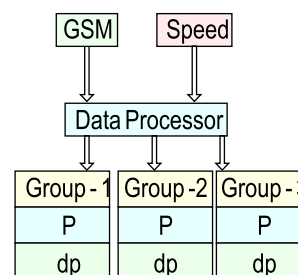 GSM Speed
Data Processor
Group - 1 Group -2 Group -
P P P
dp dp dp